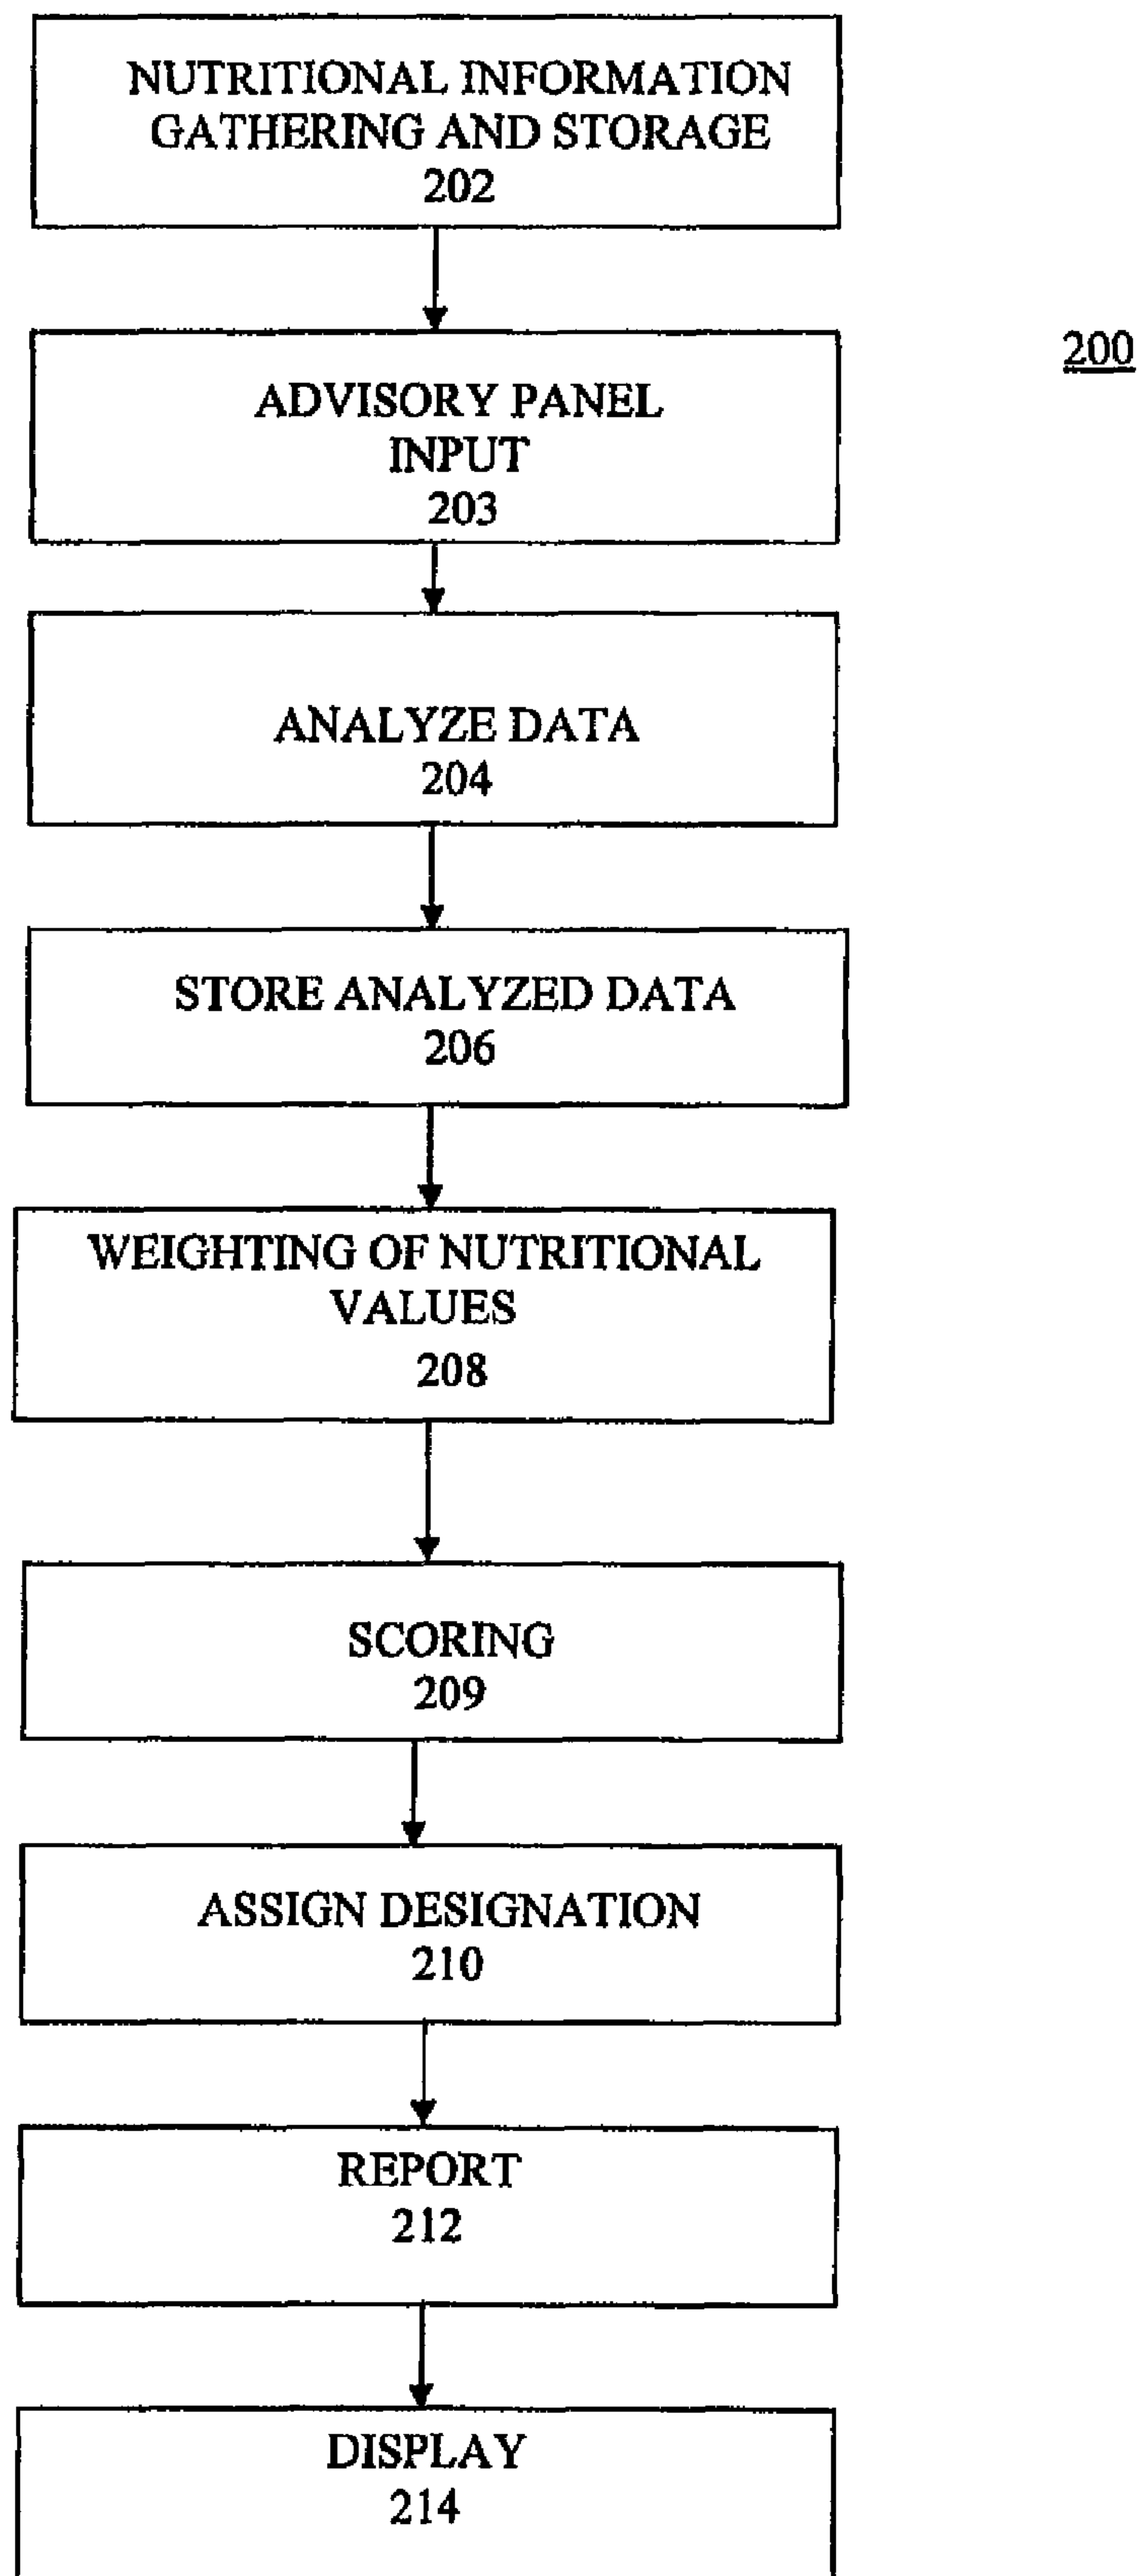 NUTRITIONAL INFORMATION
GATHERING AND STORAGE
202
200
ADVISORY PANEL
INPUT
203
ANALYZE DATA
204
STORE ANALYZED DATA
206
WEIGHTING OF NUTRITIONAL
VALUES
208
SCORING
209
ASSIGN DESIGNATION
210
REPORT
212
DISPLAY
214